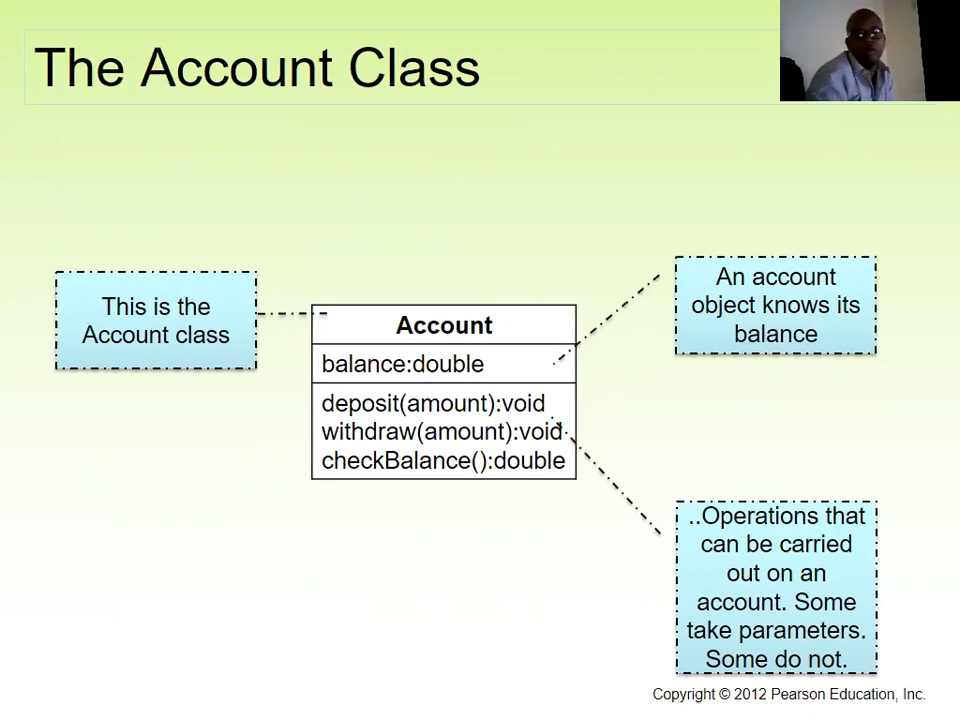 The Account Class
This is the
Account class
Account
balance:double
deposit(amount):void
withdraw(amount):void
checkBalance():double
An account
object knows its
balance
..Operations that
can be carried
out on an
account. Some
take parameters.
Some do not.
Copyright © 2012 Pearson Education, Inc.